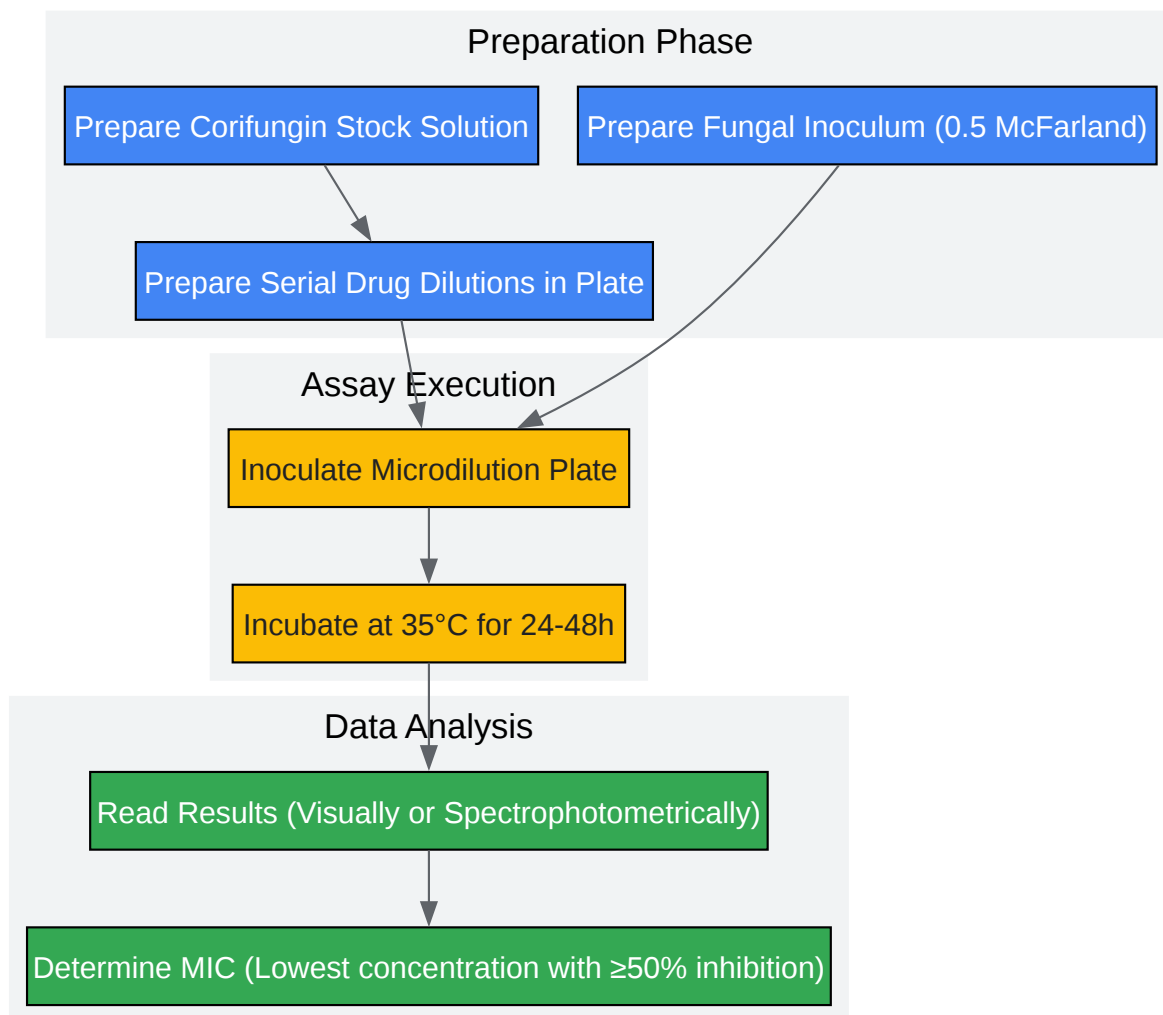 Preparation Phase
Prepare Corifungin Stock Solution
Prepare Fungal Inoculum (0.5 McFarland)
Prepare Serial Drug Dilutions in Plate
Assay Execution
Inoculate Microdilution Plate
Incubate at 35°C for 24-48h
Data Analysis
Read Results (Visually or Spectrophotometrically)
Determine MIC (Lowest concentration with ≥50% inhibition)